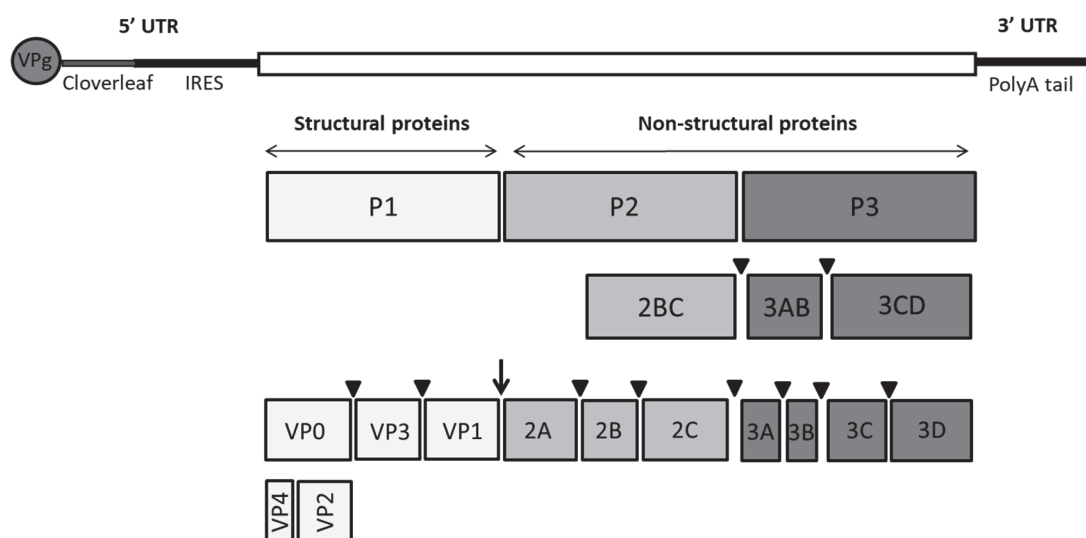 5’ UTR
3’ UTR
VPg
Cloverleaf
IRES
PolyA tail
Structural proteins
Non-structural proteins
P1
P2
P3
2BC
3AB
3CD
VP0
VP3
VP1
2A
2B
2C
3A
3B
3C
3D
VP4
VP2